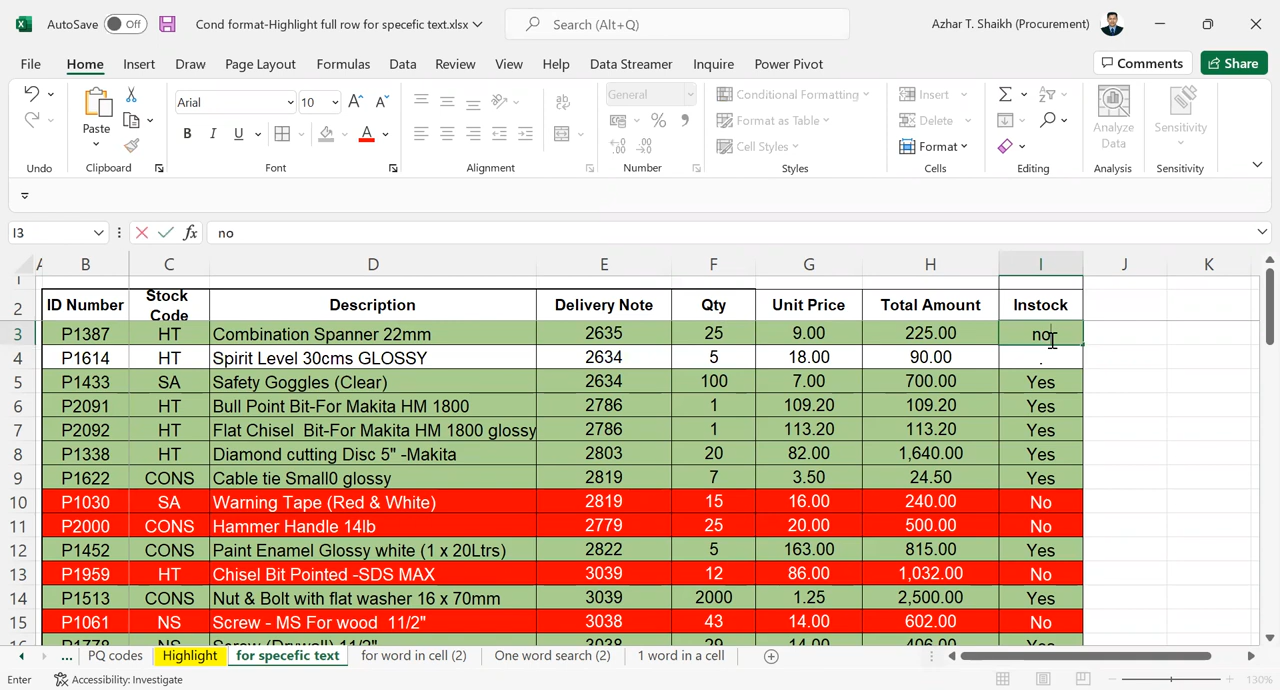 AutoSave Off Cond format-Highlight full row for specefic text.xlsx Search (Alt+Q) Azhar T. Shaikh (Procurement)
File Home Insert Draw Page Layout Formulas Data Review View Help Data Streamer Inquire Power Pivot Comments Share
Arial 10 General Conditional Formatting Insert
Paste Format as Table Delete Analyze Data Sensitivity
Cell Styles Format
Undo Clipboard Font Alignment Number Styles Cells Editing Analysis Sensitivity
I3 fx no
A B C D E F G H I J K
1
2 ID Number Stock Code Description Delivery Note Qty Unit Price Total Amount Instock
3 P1387 HT Combination Spanner 22mm 2635 25 9.00 225.00 no
4 P1614 HT Spirit Level 30cms GLOSSY 2634 5 18.00 90.00 .
5 P1433 SA Safety Goggles (Clear) 2634 100 7.00 700.00 Yes
6 P2091 HT Bull Point Bit-For Makita HM 1800 2786 1 109.20 109.20 Yes
7 P2092 HT Flat Chisel Bit-For Makita HM 1800 glossy 2786 1 113.20 113.20 Yes
8 P1338 HT Diamond cutting Disc 5" -Makita 2803 20 82.00 1,640.00 Yes
9 P1622 CONS Cable tie Small0 glossy 2819 7 3.50 24.50 Yes
10 P1030 SA Warning Tape (Red & White) 2819 15 16.00 240.00 No
11 P2000 CONS Hammer Handle 14lb 2779 25 20.00 500.00 No
12 P1452 CONS Paint Enamel Glossy white (1 x 20Ltrs) 2822 5 163.00 815.00 Yes
13 P1959 HT Chisel Bit Pointed -SDS MAX 3039 12 86.00 1,032.00 No
14 P1513 CONS Nut & Bolt with flat washer 16 x 70mm 3039 2000 1.25 2,500.00 Yes
15 P1061 NS Screw - MS For wood 11/2" 3038 43 14.00 602.00 No
16 P1778 NS Screw (Drywall) 11/2" 3038 29 14.00 406.00 Yes
... PQ codes Highlight for specefic text for word in cell (2) One word search (2) 1 word in a cell
Enter Accessibility: Investigate 130%